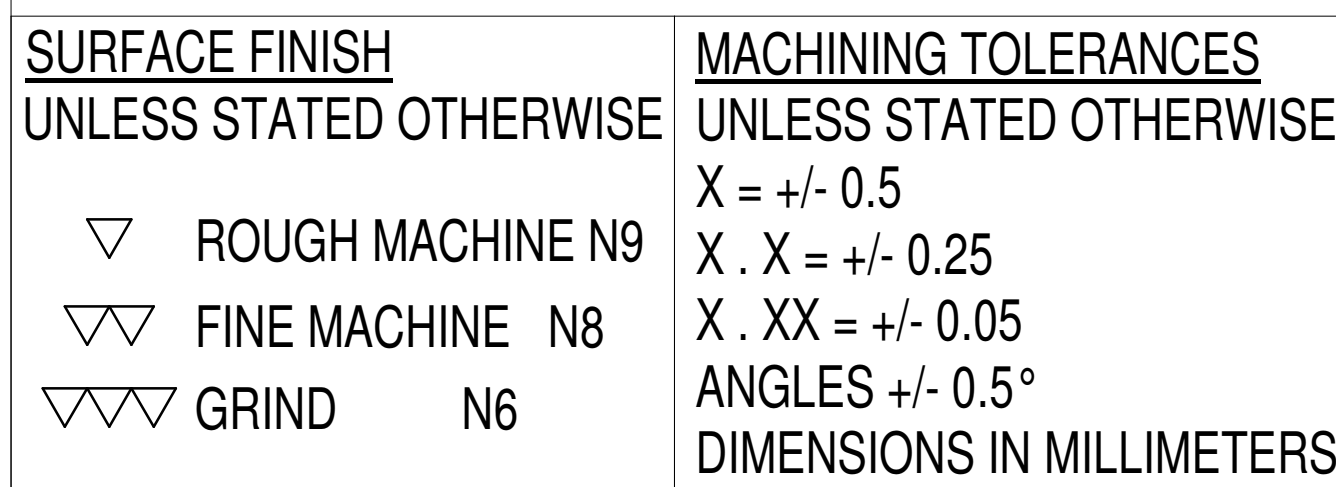 SURFACE FINISH
UNLESS STATED OTHERWISE
ROUGH MACHINE N9
FINE MACHINE N8
GRIND N6
MACHINING TOLERANCES
UNLESS STATED OTHERWISE
X = +/- 0.5
X . X = +/- 0.25
X . XX = +/- 0.05
ANGLES +/- 0.5°
DIMENSIONS IN MILLIMETERS